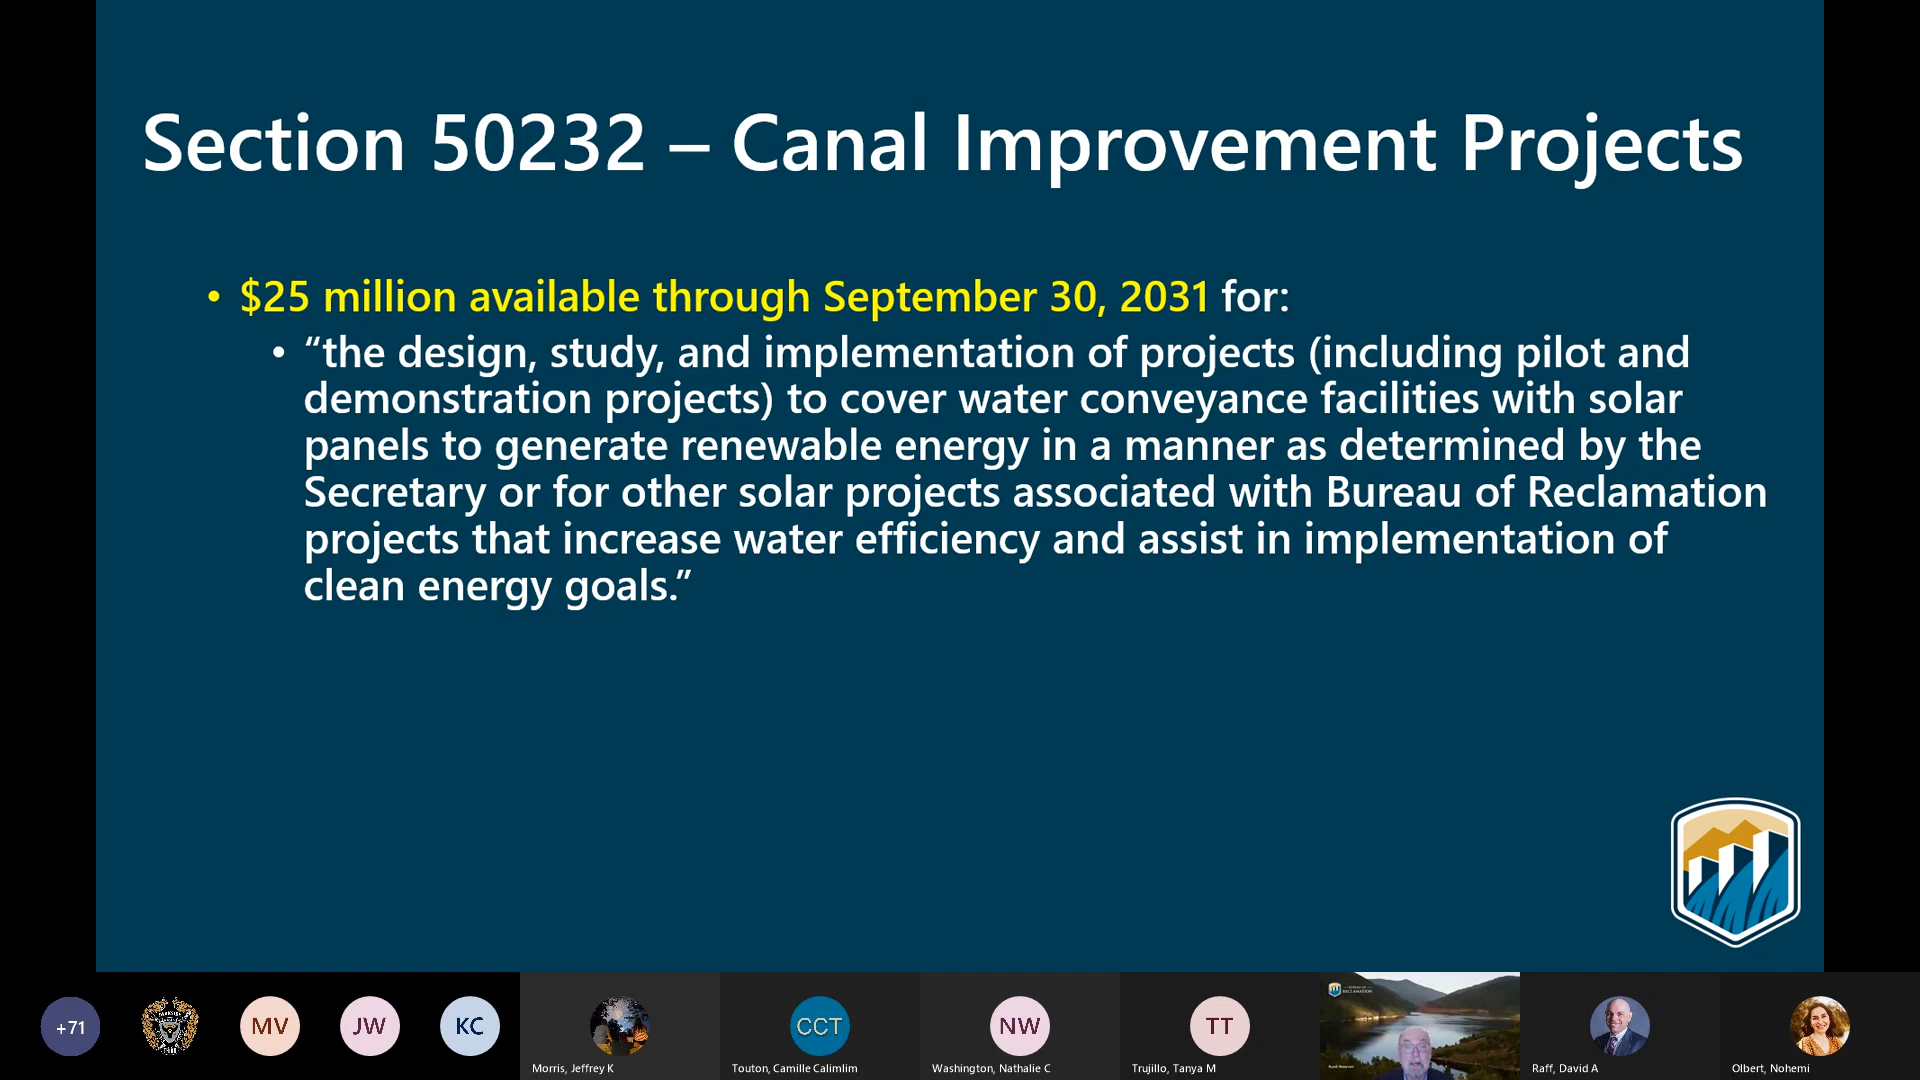 Section 50232 – Canal Improvement Projects
• $25 million available through September 30, 2031 for:
• “the design, study, and implementation of projects (including pilot and
demonstration projects) to cover water conveyance facilities with solar
panels to generate renewable energy in a manner as determined by the
Secretary or for other solar projects associated with Bureau of Reclamation
projects that increase water efficiency and assist in implementation of
clean energy goals.”
+71
MV
JW
KC
Morris, Jeffrey K
CCT
Touton, Camille Calimlim
NW
Washington, Nathalie C
TT
Trujillo, Tanya M
RECLAMATION
Raff, David A
Olbert, Nohemi